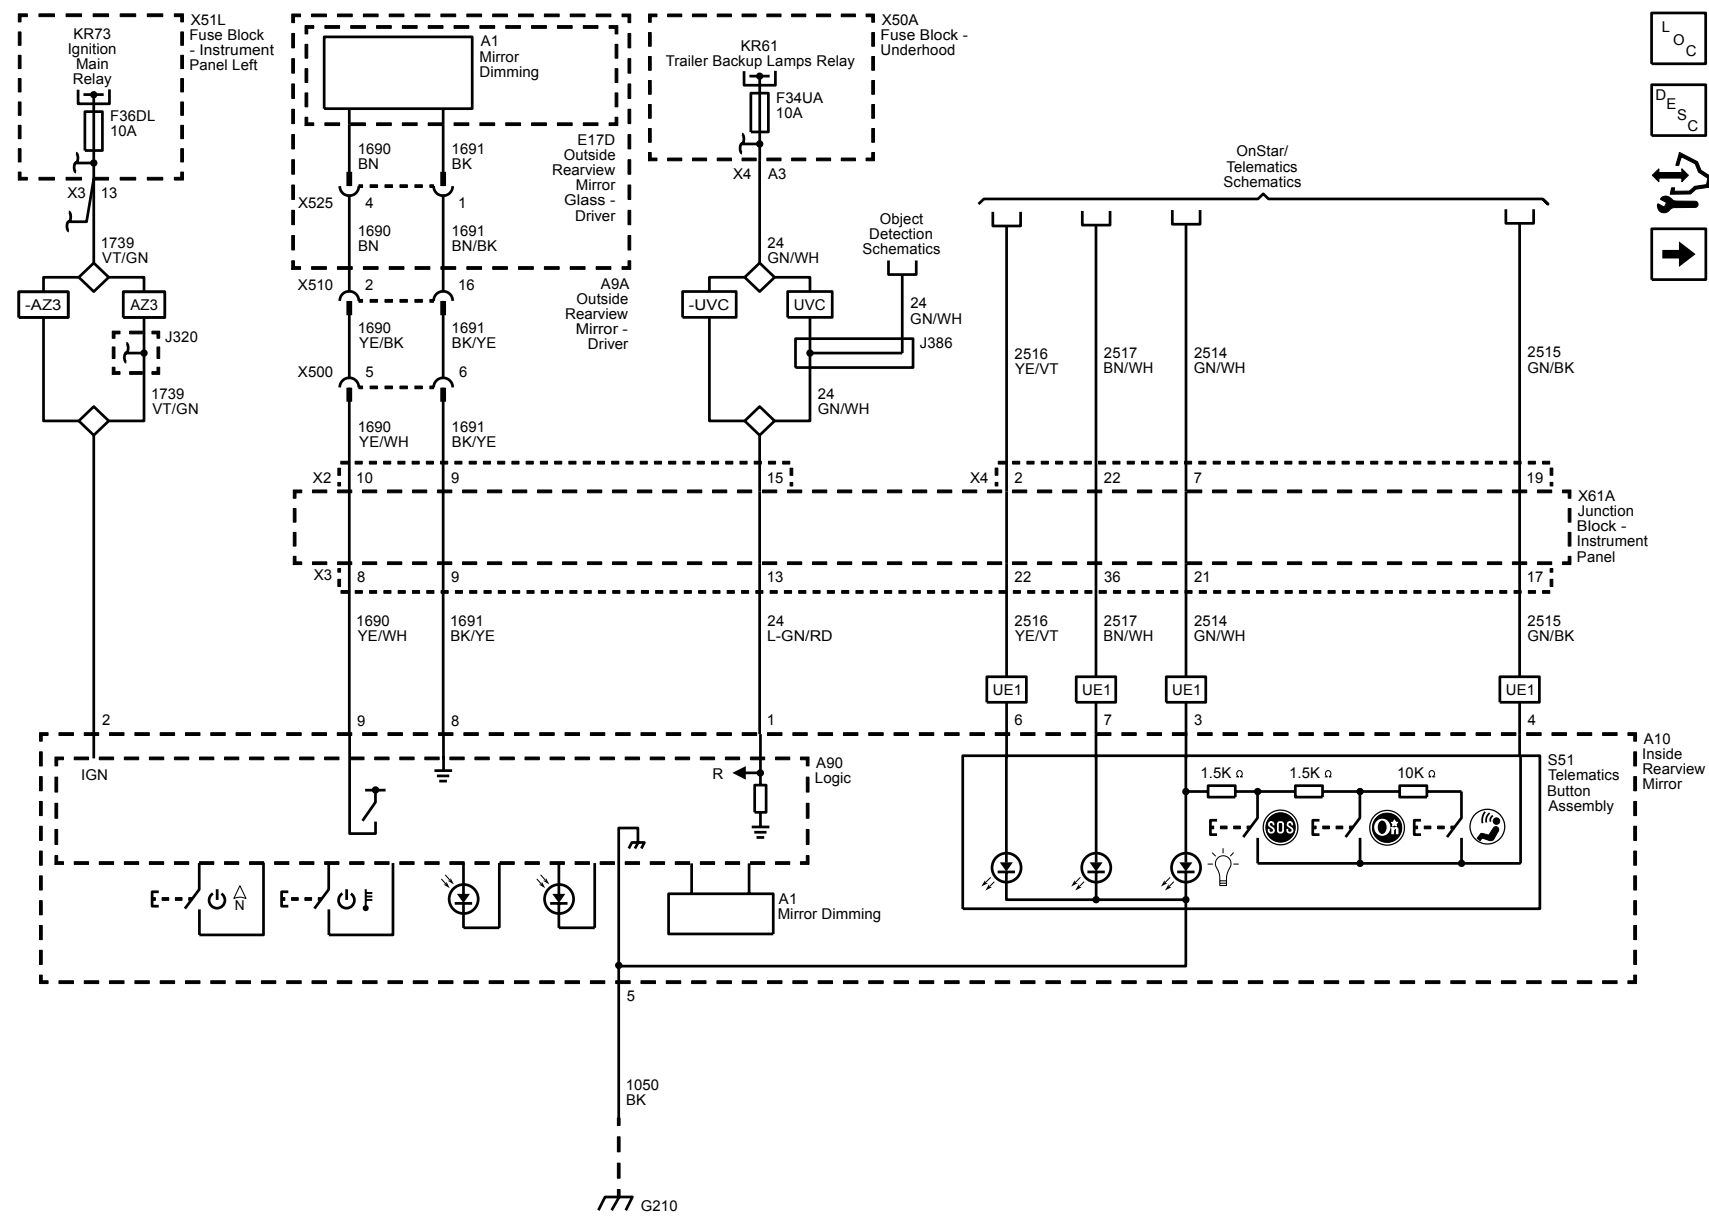 X51L
Fuse Block
- Instrument
Panel Left
KR73
Ignition
Main
Relay
F36DL
10A
X3
13
1739
VT/GN
-AZ3
AZ3
J320
1739
VT/GN
A1
Mirror
Dimming
1690
BN
1691
BK
E17D
Outside
Rearview
Mirror
Glass -
Driver
X525
4
1
1690
BN
1691
BN/BK
X510
2
16
A9A
Outside
Rearview
Mirror -
Driver
1690
YE/BK
1691
BK/YE
X500
5
6
1690
YE/WH
1691
BK/YE
X50A
Fuse Block -
Underhood
KR61
Trailer Backup Lamps Relay
F34UA
10A
X4
A3
24
GN/WH
Object
Detection
Schematics
-UVC
UVC
24
GN/WH
J386
24
GN/WH
OnStar/
Telematics
Schematics
2516
YE/VT
2517
BN/WH
2514
GN/WH
2515
GN/BK
L
O
C
D
E
S
C
X2
10
9
15
X4
2
22
7
19
X61A
Junction
Block -
Instrument
Panel
X3
8
9
13
22
36
21
17
1690
YE/WH
1691
BK/YE
24
L-GN/RD
2516
YE/VT
2517
BN/WH
2514
GN/WH
2515
GN/BK
UE1
UE1
UE1
UE1
2
9
8
1
6
7
3
4
A10
Inside
Rearview
Mirror
IGN
R
A90
Logic
S51
Telematics
Button
Assembly
1.5K Ω
1.5K Ω
10K Ω
SOS
On
N
A1
Mirror Dimming
5
1050
BK
G210